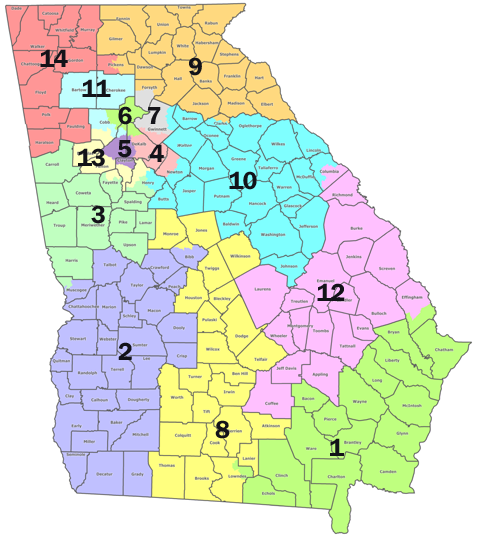 Towns
Fannin
Rabun
Union
Catoosa
Whitfield
Murray
Gilmer
White
Habersham
Walker
Lumpkin
Stephens
14
9
Chattooga
Gordon
Pickens
Dawson
Hall
Banks
Franklin
Hart
11
Bartow
Cherokee
Forsyth
Floyd
Jackson
Madison
Elbert
6
7
Polk
Cobb
Gwinnett
Barrow
Clarke
Oglethorpe
Paulding
Oconee
Wilkes
Lincoln
Haralson
5
4
Walton
13
Carroll
Greene
Taliaferro
McDuffie
Columbia
Morgan
Newton
Fayette
Henry
10
Warren
Richmond
Coweta
Jasper
Putnam
Hancock
Glascock
Heard
Spalding
Butts
3
Troup
Meriwether
Pike
Lamar
Monroe
Jones
Baldwin
Jefferson
Burke
Washington
Upson
Wilkinson
Jenkins
Harris
Talbot
Crawford
Bibb
Twiggs
Johnson
Screven
Muscogee
Taylor
Peach
Laurens
Emanuel
12
Chattahoochee
Marion
Macon
Houston
Bleckley
Treutlen
Effingham
Schley
Pulaski
Montgomery
Bulloch
Stewart
Webster
Sumter
Dooly
Dodge
Wheeler
Toombs
Evans
Bryan
Tattnall
2
Quitman
Randolph
Terrell
Lee
Crisp
Wilcox
Telfair
Liberty
Chatham
Turner
Ben Hill
Jeff Davis
Appling
Long
Clay
Calhoun
Dougherty
Worth
Irwin
Coffee
Bacon
Wayne
McIntosh
Tift
Early
Baker
Mitchell
Colquitt
8
Cook
Atkinson
Pierce
Glynn
Miller
Ware
1
Brantley
Seminole
Decatur
Grady
Thomas
Brooks
Lanier
Lowndes
Clinch
Charlton
Camden
Echols